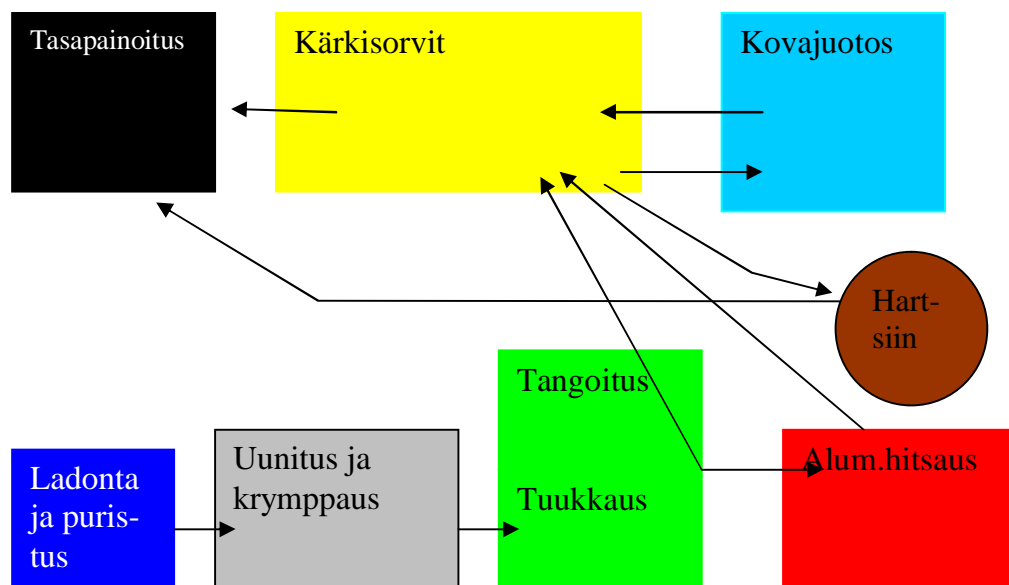 Tasapainoitus
Kärkisorvit
Kovajuotos
Hart-
siin
Tangoitus
Tuukkaus
Alum.hitsaus
Uunitus ja
krymppaus
Ladonta
ja puris-
tus